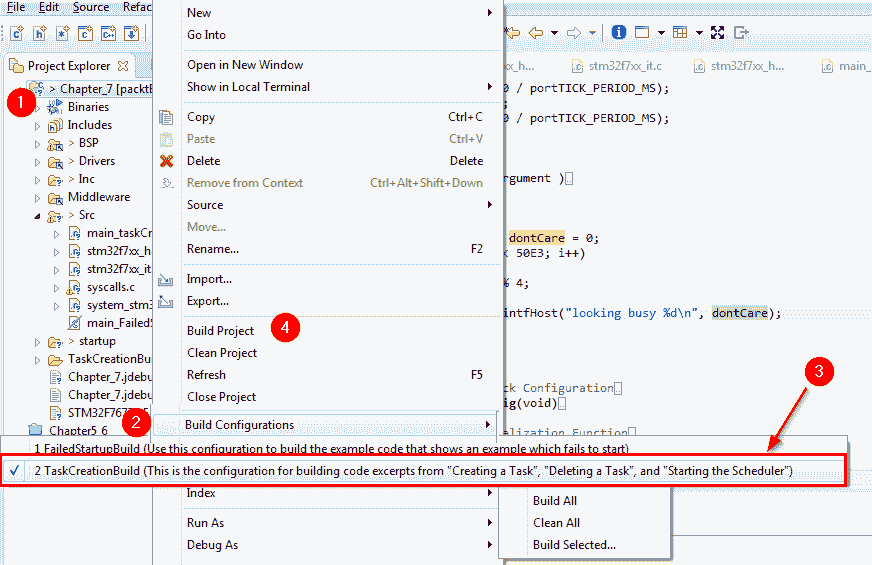 File Edit Source Refac
Project Explorer
1
> Chapter_7 [packt
Binaries
Includes
> BSP
> Drivers
> Inc
Middleware
> Src
main_taskCr
stm32f7xx_h
stm32f7xx_it
syscalls.c
system_stm3
main_FailedS
> startup
TaskCreationBu
Chapter_7.jdebu
Chapter_7.jdebu
Chapter5_6
New
Go Into
Open in New Window
Show in Local Terminal
Copy Ctrl+C
Paste Ctrl+V
Delete Delete
Remove from Context Ctrl+Alt+Shift+Down
Source
Move...
Rename... F2
Import...
Export...
Build Project
4
Clean Project
Refresh F5
Close Project
2
Build Configurations
3
1 FailedStartupBuild (Use this configuration to build the example code that shows an example which fails to start)
2 TaskCreationBuild (This is the configuration for building code excerpts from "Creating a Task", "Deleting a Task", and "Starting the Scheduler")
Index
Run As
Debug As
Build All
Clean All
Build Selected...
xx_h... stm32f7xx_it.c stm32f7xx_h... main_
0 / portTICK_PERIOD_MS);
;
0 / portTICK_PERIOD_MS);
rgument )
dontCare = 0;
< 50E3; i++)
% 4;
intfHost("looking busy %d\n", dontCare);
ck Configuration
ig(void)
alization Function